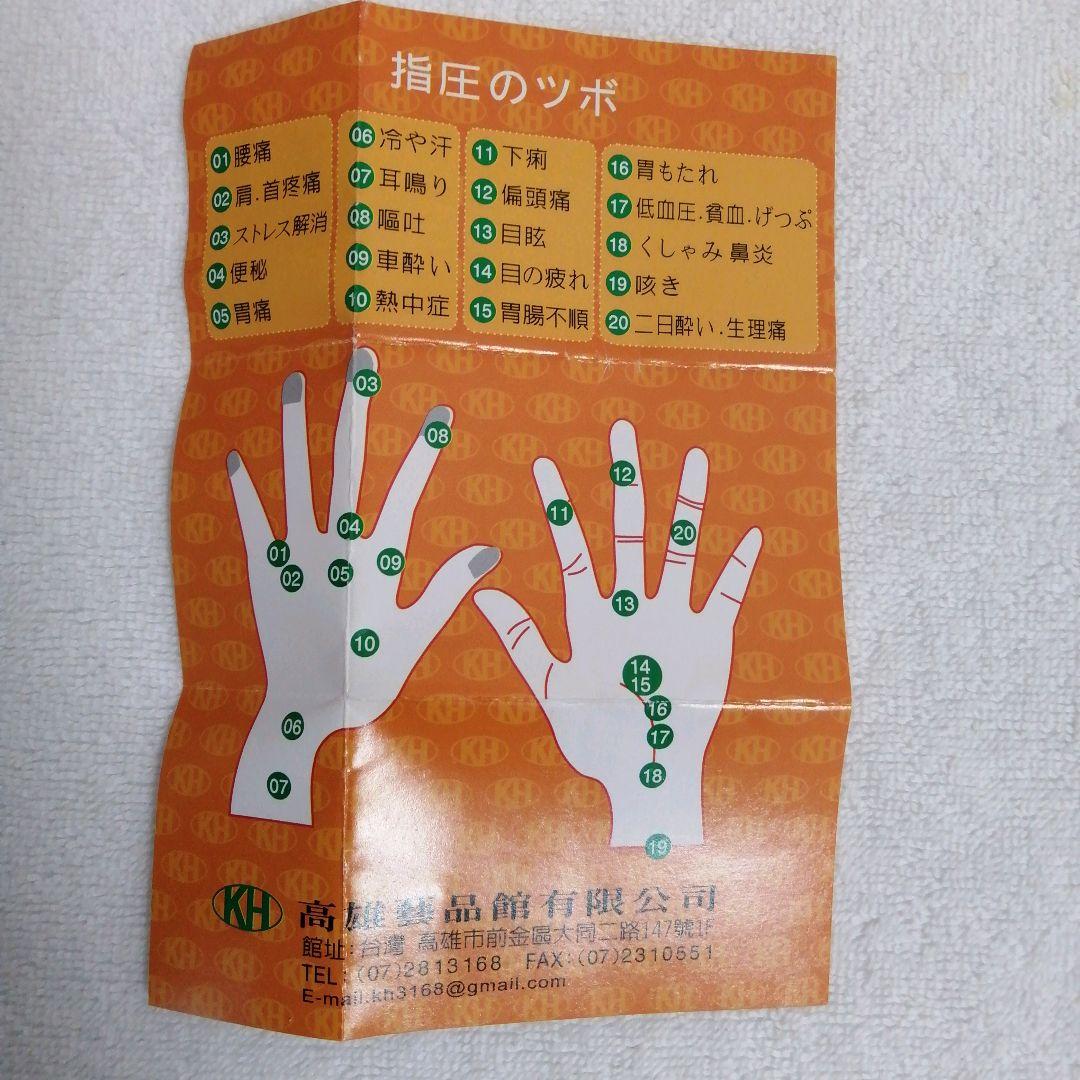 指圧のツボ
01 腰痛
02 肩.首疼痛
03 ストレス解消
04 便秘
05 胃痛
06 冷や汗
07 耳鳴り
08 嘔吐
09 車酔い
10 熱中症
11 下痢
12 偏頭痛
13 目眩
14 目の疲れ
15 胃腸不順
16 胃もたれ
17 低血圧.貧血.げっぷ
18 くしゃみ 鼻炎
19 咳き
20 二日酔い.生理痛
03
08
04
01
02
05
09
10
06
07
12
11
20
13
14
15
16
17
18
19
KH 高雄藝品館有限公司
館址:台灣 高雄市前金區大同二路147號1F
TEL:(07)2813168 FAX:(07)2310551
E-mail.kh3168@gmail.com